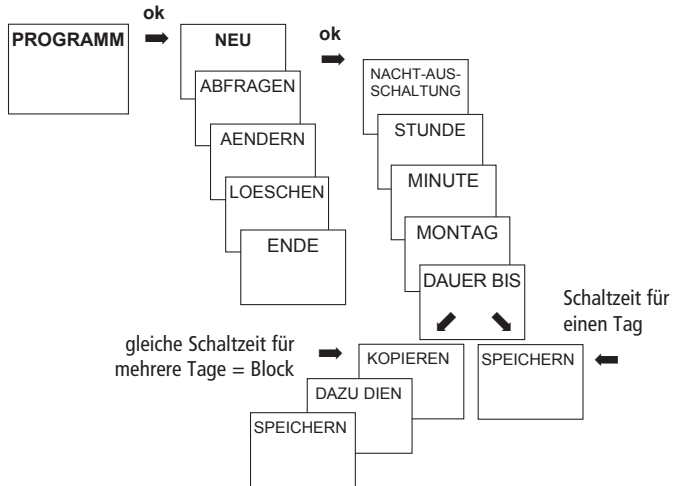 ok
PROGRAMM
NEU
ABFRAGEN
AENDERN
LOESCHEN
ENDE
ok
NACHT-AUS-
SCHALTUNG
STUNDE
MINUTE
MONTAG
DAUER BIS
Schaltzeit für
einen Tag
gleiche Schaltzeit für
mehrere Tage = Block
KOPIEREN
SPEICHERN
DAZU DIEN
SPEICHERN